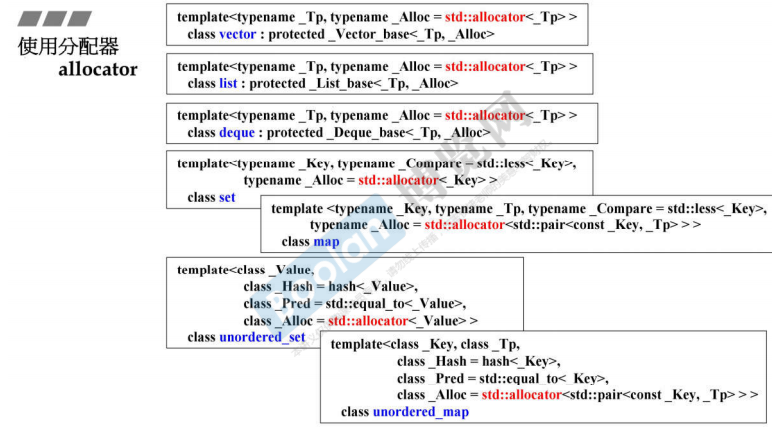 使用分配器
allocator
template<typename _Tp, typename _Alloc = std::allocator<_Tp> >
class vector : protected _Vector_base<_Tp, _Alloc>
template<typename _Tp, typename _Alloc = std::allocator<_Tp> >
class list : protected _List_base<_Tp, _Alloc>
template<typename _Tp, typename _Alloc = std::allocator<_Tp> >
class deque : protected _Deque_base<_Tp, _Alloc>
template<typename _Key, typename _Compare = std::less<_Key>,
typename _Alloc = std::allocator<_Key> >
class set
template <typename _Key, typename _Tp, typename _Compare = std::less<_Key>,
typename _Alloc = std::allocator<std::pair<const _Key, _Tp> > >
class map
template<class _Value,
class _Hash = hash<_Value>,
class _Pred = std::equal_to<_Value>,
class _Alloc = std::allocator<_Value> >
class unordered_set
template<class _Key, class _Tp,
class _Hash = hash<_Key>,
class _Pred = std::equal_to<_Key>,
class _Alloc = std::allocator<std::pair<const _Key, _Tp> > >
class unordered_map
Boolan
博览网